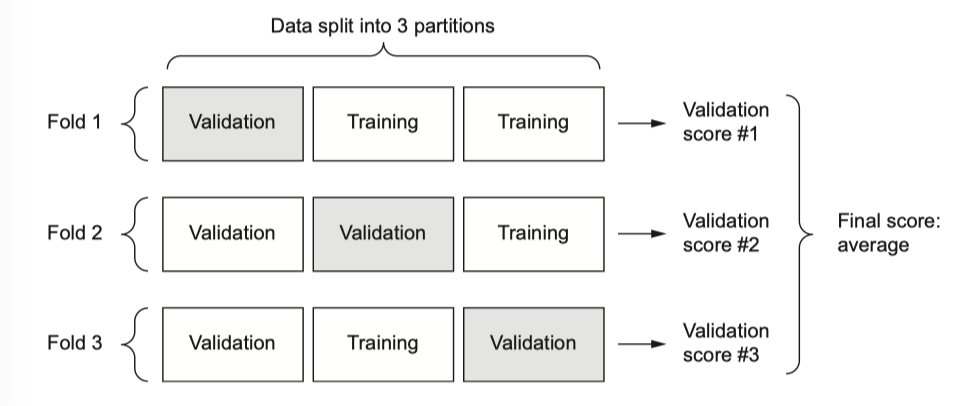 Data split into 3 partitions
Fold 1 Validation Training Training Validation score #1
Fold 2 Validation Validation Training Validation score #2
Fold 3 Validation Training Validation Validation score #3
Final score: average